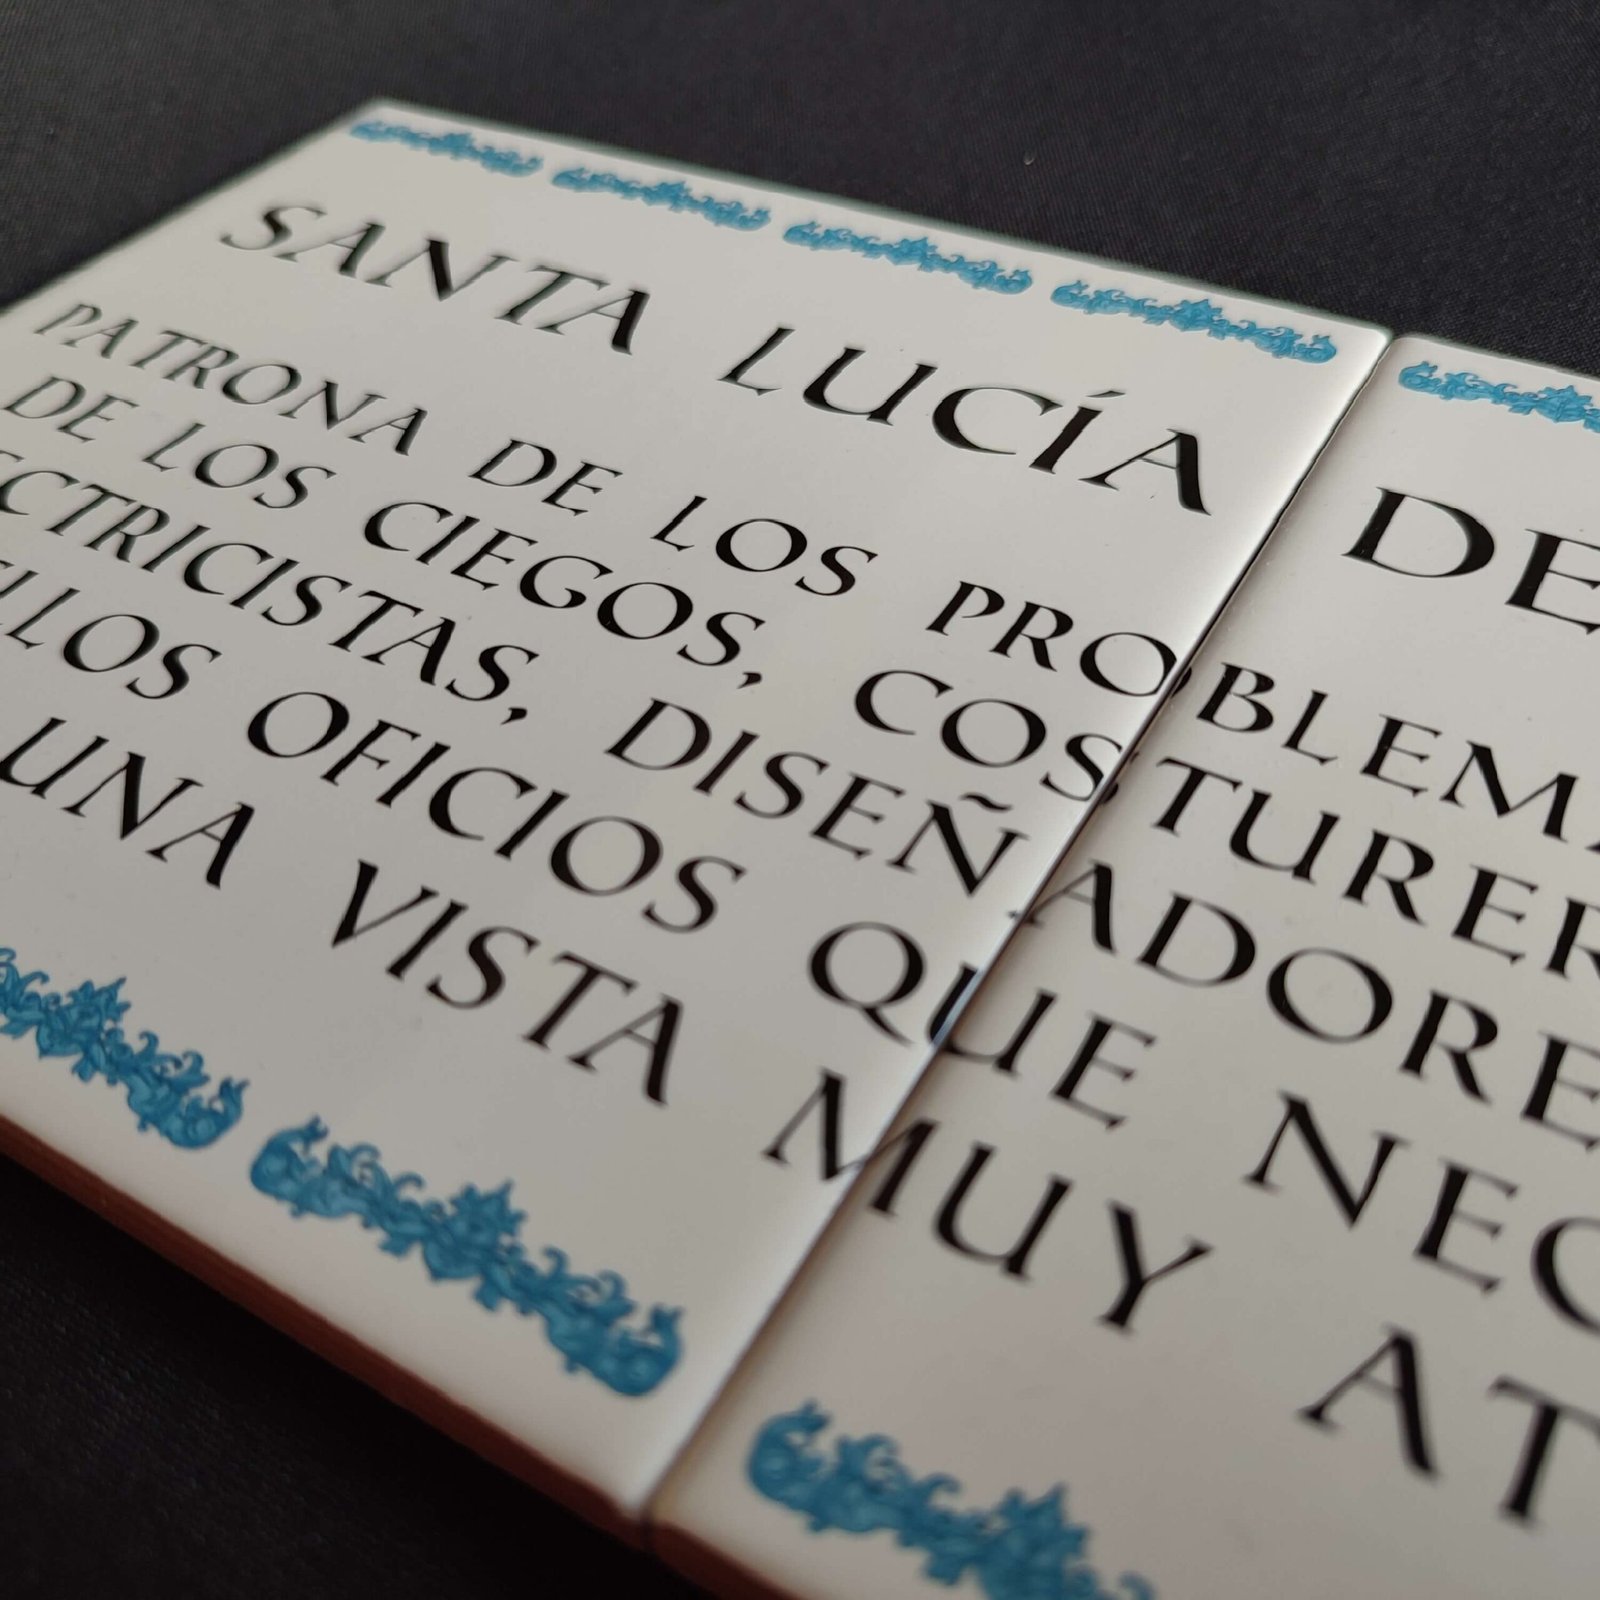 SANTA LUCÍA DE
PATRONA DE LOS PROBLEMA
DE LOS CIEGOS, COSTURER
ECTRICISTAS, DISEÑADORE
ELLOS OFICIOS QUE NEC
UNA VISTA MUY AT